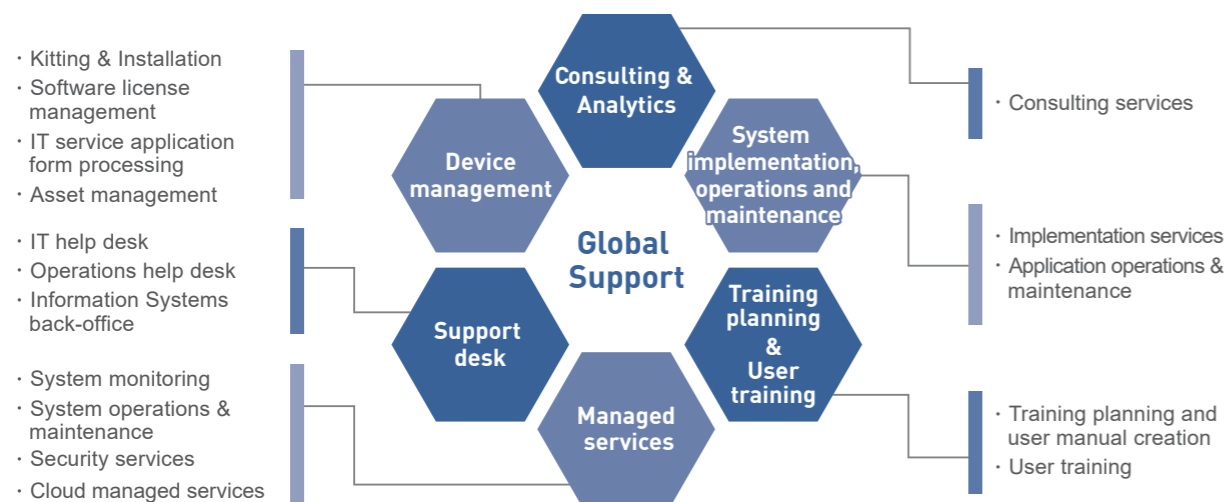 · Kitting & Installation
· Software license
management
· IT service application
form processing
· Asset management
· IT help desk
· Operations help desk
· Information Systems
back-office
· System monitoring
· System operations &
maintenance
· Security services
· Cloud managed services
Consulting &
Analytics
Device
management
System
implementation,
operations and
maintenance
Global
Support
Support
desk
Training
planning
&
User
training
Managed
services
· Consulting services
· Implementation services
· Application operations &
maintenance
· Training planning and
user manual creation
· User training